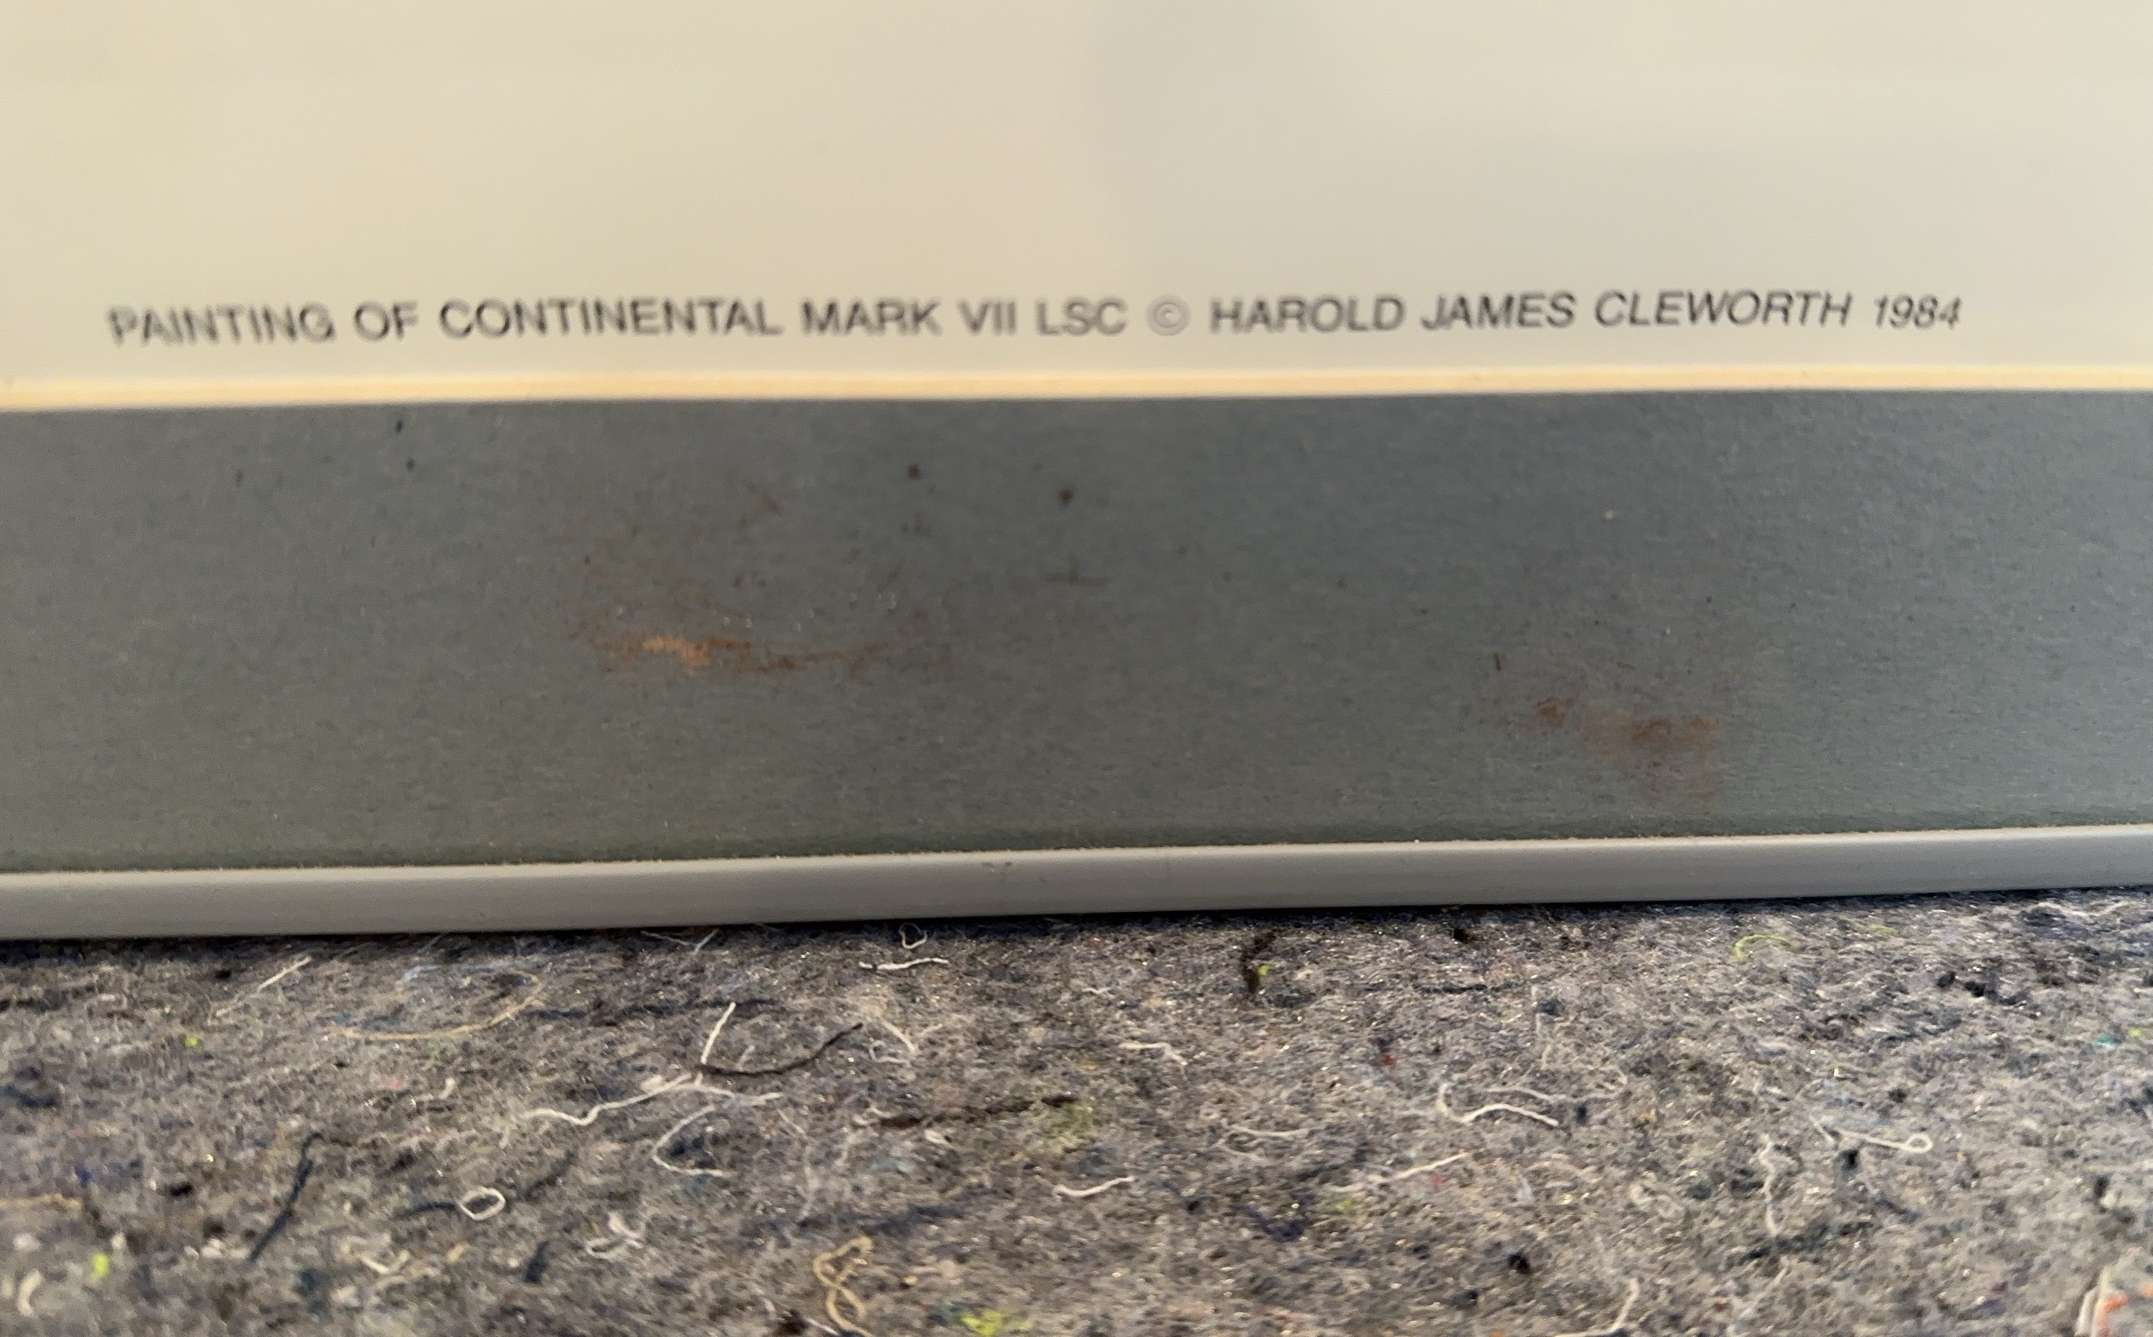 PAINTING OF CONTINENTAL MARK VII LSC © HAROLD JAMES CLEWORTH 1984